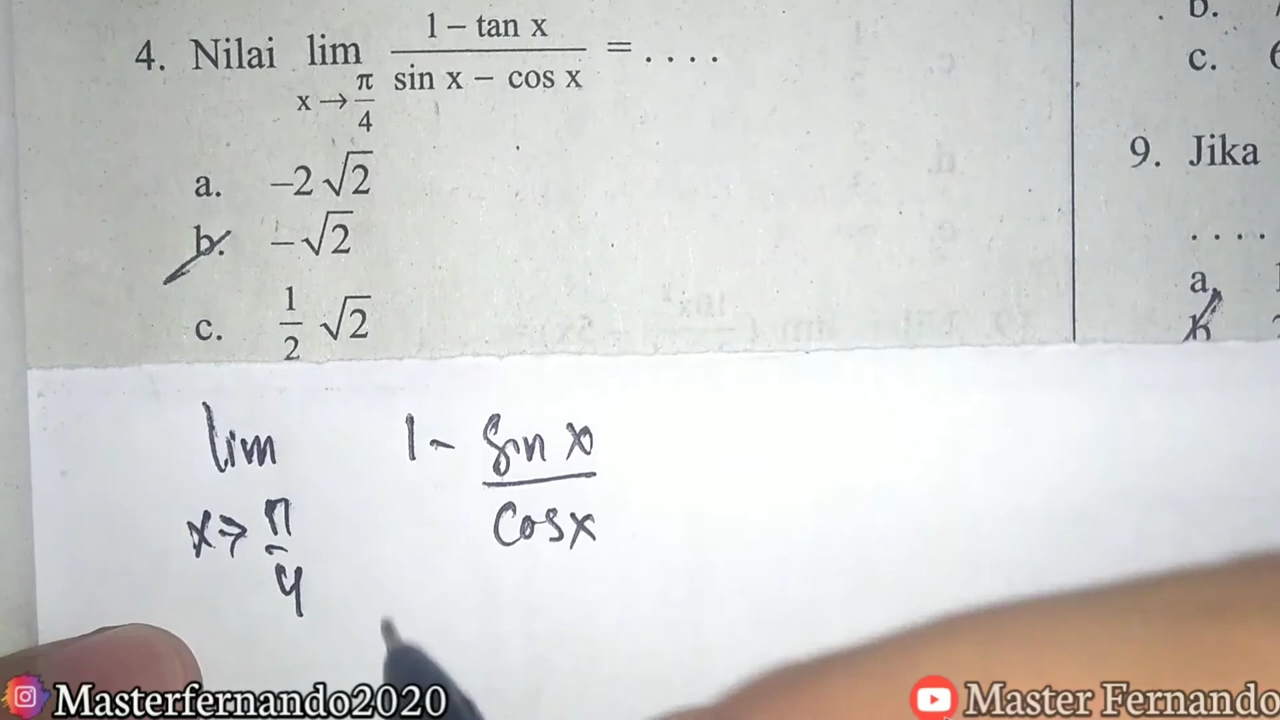 4. Nilai lim 1 – tan x / sin x – cos x = ....
x → π/4
a. –2√2
b. –√2
c. 1/2 √2
b.
c. 6
9. Jika
....
a.
b
lim 1 - sin x / cos x
x → π/4
Masterfernando2020
Master Fernando